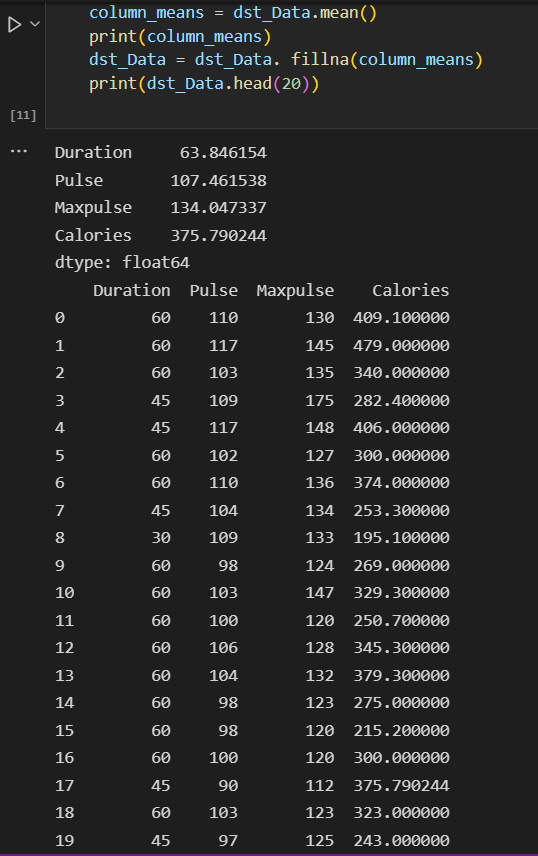 column_means = dst_Data.mean()
print(column_means)
dst_Data = dst_Data. fillna(column_means)
print(dst_Data.head(20))
[11]
...
Duration 63.846154
Pulse 107.461538
Maxpulse 134.047337
Calories 375.790244
dtype: float64
Duration Pulse Maxpulse Calories
0 60 110 130 409.100000
1 60 117 145 479.000000
2 60 103 135 340.000000
3 45 109 175 282.400000
4 45 117 148 406.000000
5 60 102 127 300.000000
6 60 110 136 374.000000
7 45 104 134 253.300000
8 30 109 133 195.100000
9 60 98 124 269.000000
10 60 103 147 329.300000
11 60 100 120 250.700000
12 60 106 128 345.300000
13 60 104 132 379.300000
14 60 98 123 275.000000
15 60 98 120 215.200000
16 60 100 120 300.000000
17 45 90 112 375.790244
18 60 103 123 323.000000
19 45 97 125 243.000000